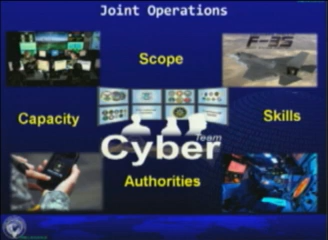 Joint Operations
Scope
F-35
Capacity
Skills
Team
Cyber
Authorities